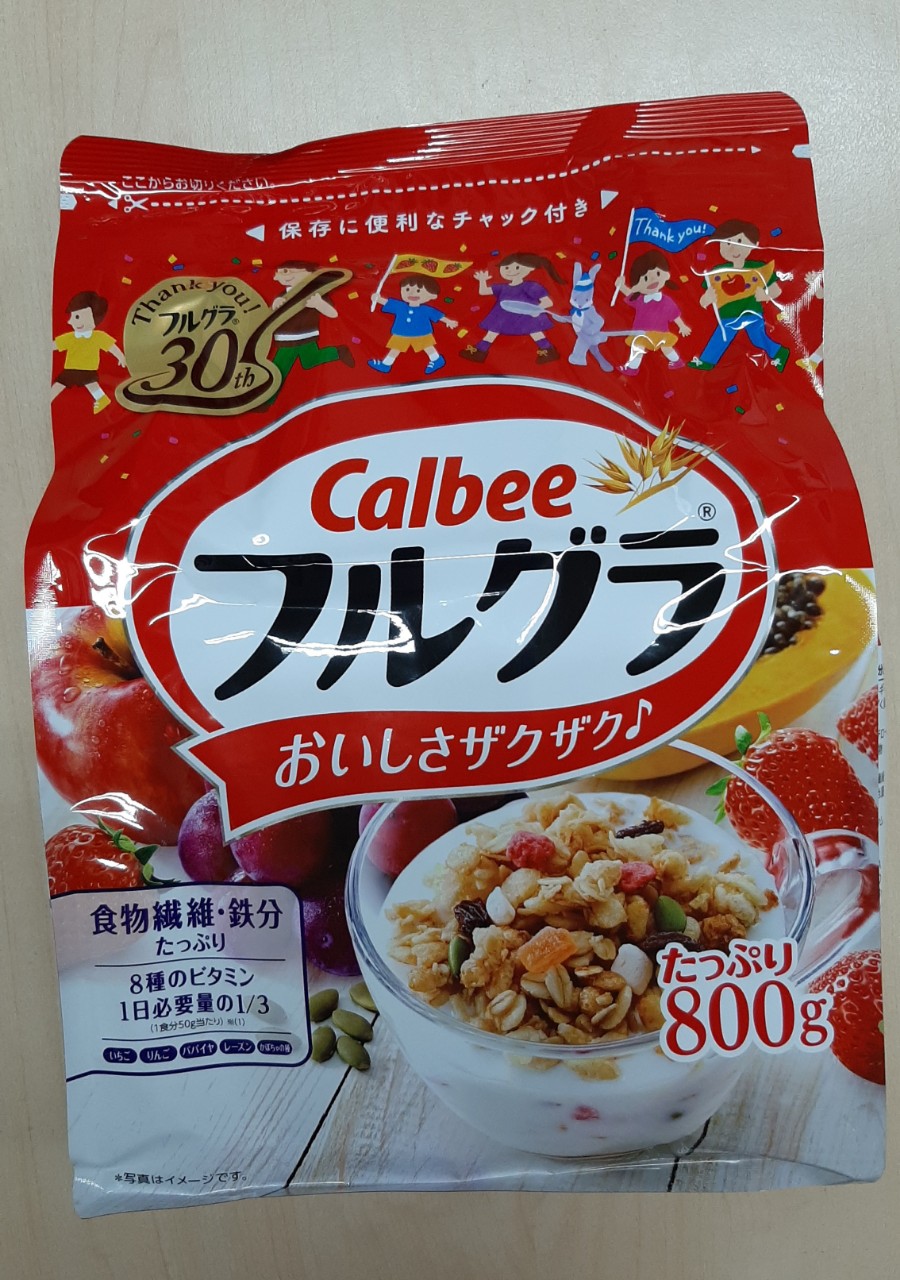 ここからお切りください。
保存に便利なチャック付き
Thank you!
Thank you!
フルグラ®
30th
Calbee
®
フルグラ
おいしさザクザク♪
食物繊維・鉄分
たっぷり
8種のビタミン
1日必要量の1/3
(1食分50g当たり) ※(1)
いちご りんご パパイヤ レーズン かぼちゃの種
たっぷり
800g
*写真はイメージです。